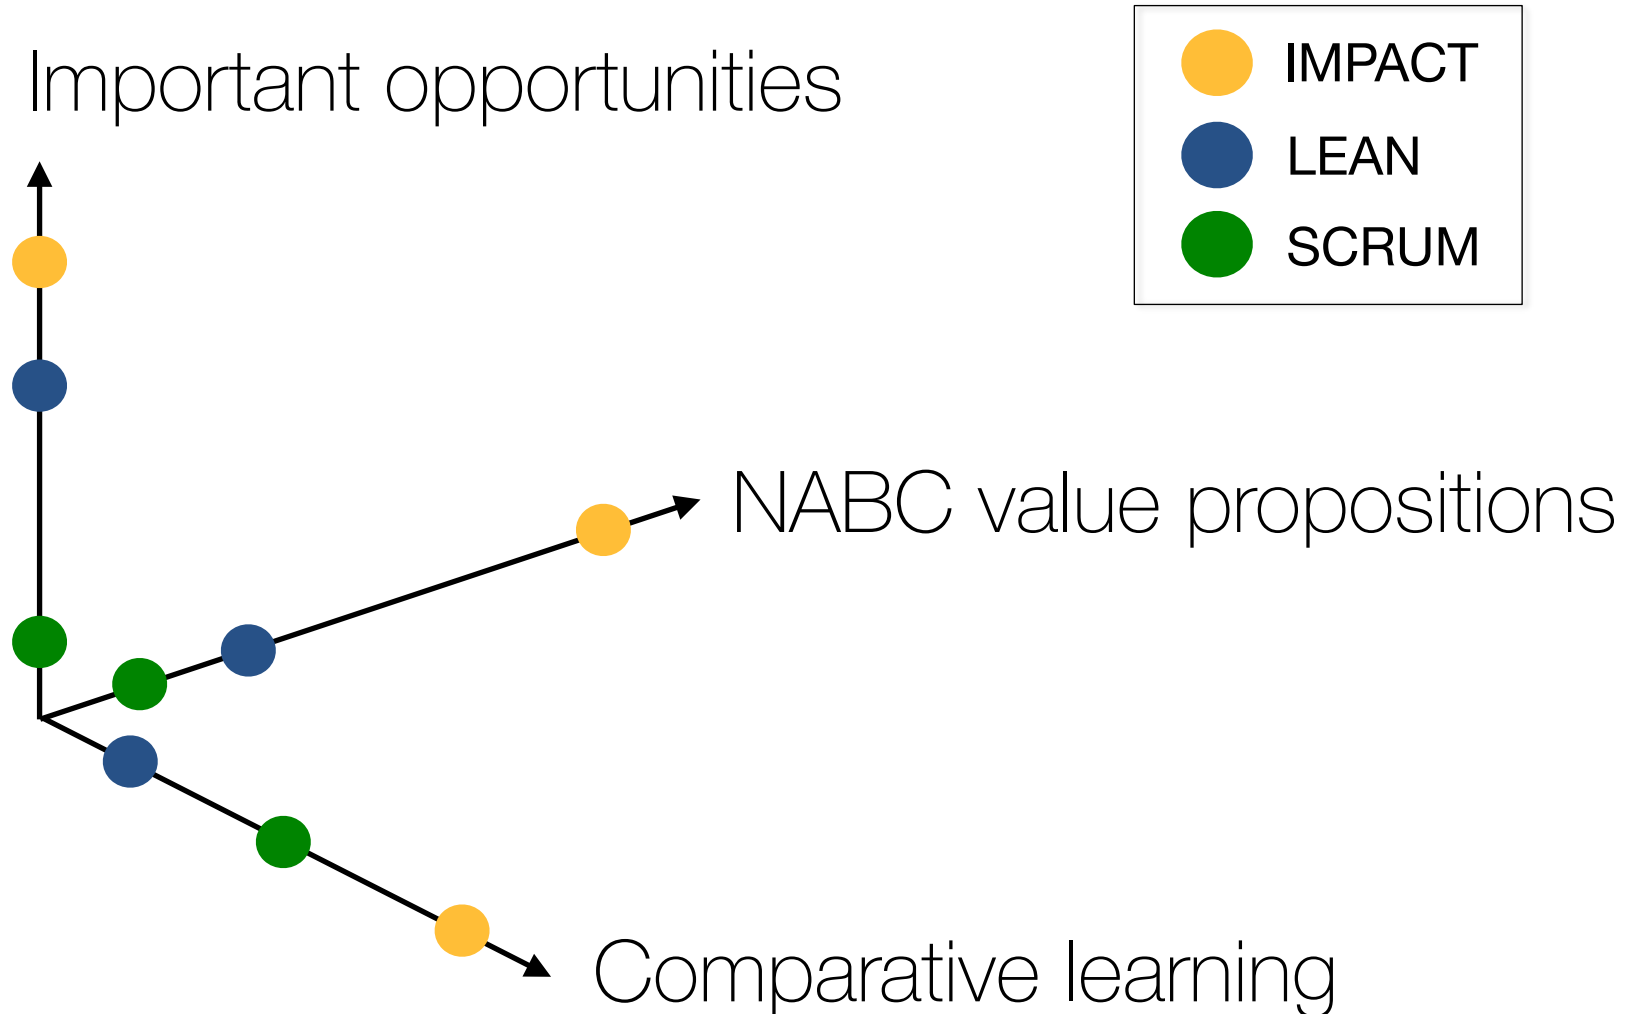 Important opportunities
IMPACT
LEAN
SCRUM
NABC value propositions
Comparative learning